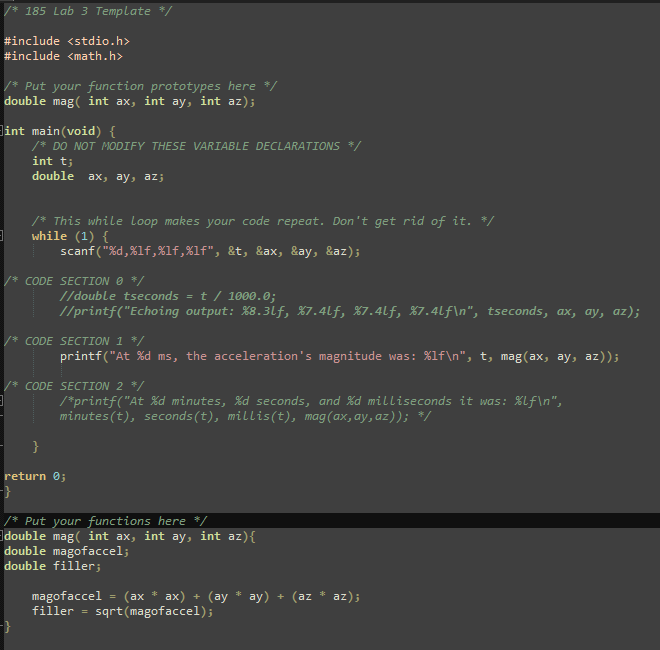 /* 185 Lab 3 Template */
#include <stdio.h>
#include <math.h>
/* Put your function prototypes here */
double mag( int ax, int ay, int az);
int main(void) {
/* DO NOT MODIFY THESE VARIABLE DECLARATIONS */
int t;
double  ax, ay, az;
/* This while loop makes your code repeat. Don't get rid of it. */
while (1) {
scanf("%d,%lf,%lf,%lf", &t, &ax, &ay, &az);
/* CODE SECTION 0 */
//double tseconds = t / 1000.0;
//printf("Echoing output: %8.3lf, %7.4lf, %7.4lf, %7.4lf\n", tseconds, ax, ay, az);
/* CODE SECTION 1 */
printf("At %d ms, the acceleration's magnitude was: %lf\n", t, mag(ax, ay, az));
/* CODE SECTION 2 */
/*printf("At %d minutes, %d seconds, and %d milliseconds it was: %lf\n",
minutes(t), seconds(t), millis(t), mag(ax,ay,az)); */
}
return 0;
}
/* Put your functions here */
double mag( int ax, int ay, int az){
double magofaccel;
double filler;
magofaccel = (ax * ax) + (ay * ay) + (az * az);
filler = sqrt(magofaccel);
}